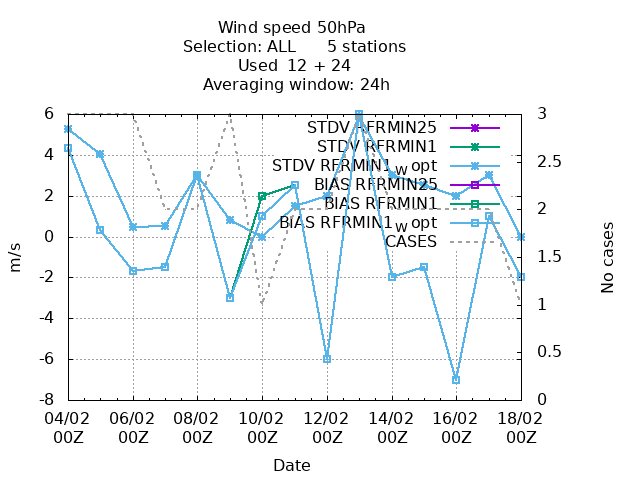 Wind speed 50hPa
Selection: ALL 5 stations
Used 12 + 24
Averaging window: 24h
6
4
2
0
-2
-4
-6
-8
m/s
3
2.5
2
1.5
1
0.5
0
No cases
STDV RFRMIN25
STDV RFRMIN1
STDV RFRMIN1_w opt
BIAS RFRMIN25
BIAS RFRMIN1
BIAS RFRMIN1_w opt
CASES
04/02 06/02 08/02 10/02 12/02 14/02 16/02 18/02
00Z 00Z 00Z 00Z 00Z 00Z 00Z 00Z
Date